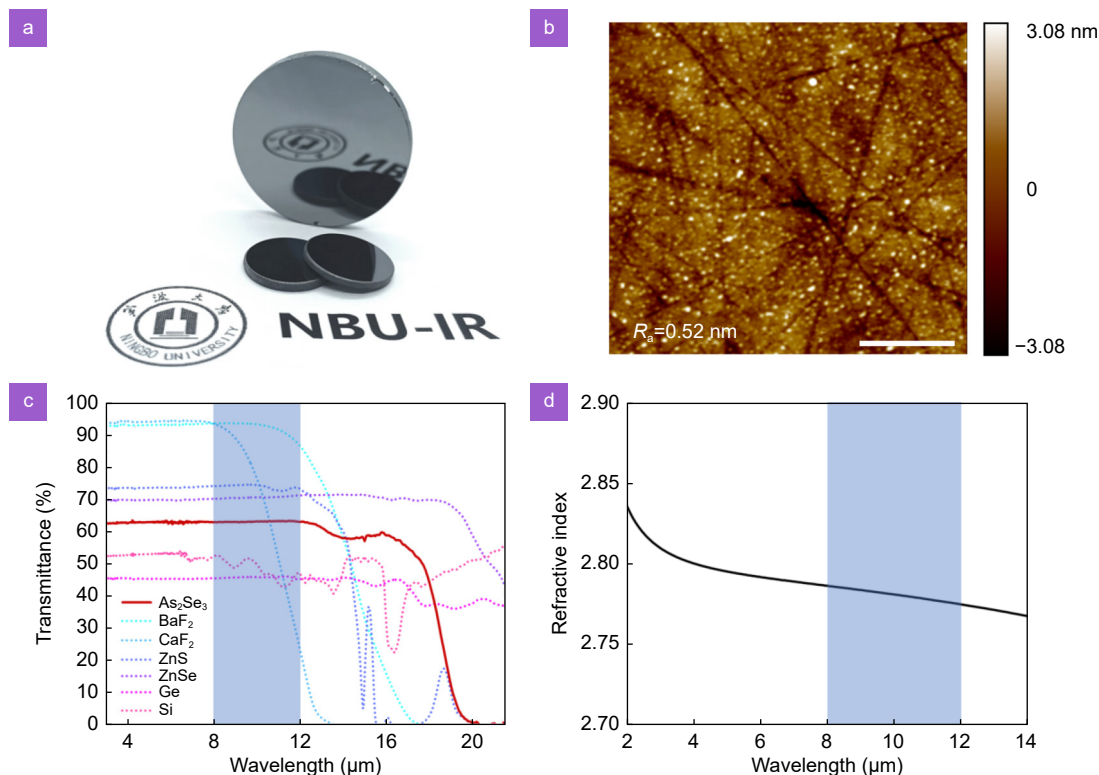 a
波 大
NINGBO UNIVERSITY
NBU-IR
b
Rₐ=0.52 nm
3.08 nm
0
−3.08
c
100
90
80
70
60
50
40
30
20
10
0
Transmittance (%)
As₂Se₃
BaF₂
CaF₂
ZnS
ZnSe
Ge
Si
4 8 12 16 20
Wavelength (µm)
d
2.90
2.85
2.80
2.75
2.70
Refractive index
2 4 6 8 10 12 14
Wavelength (µm)